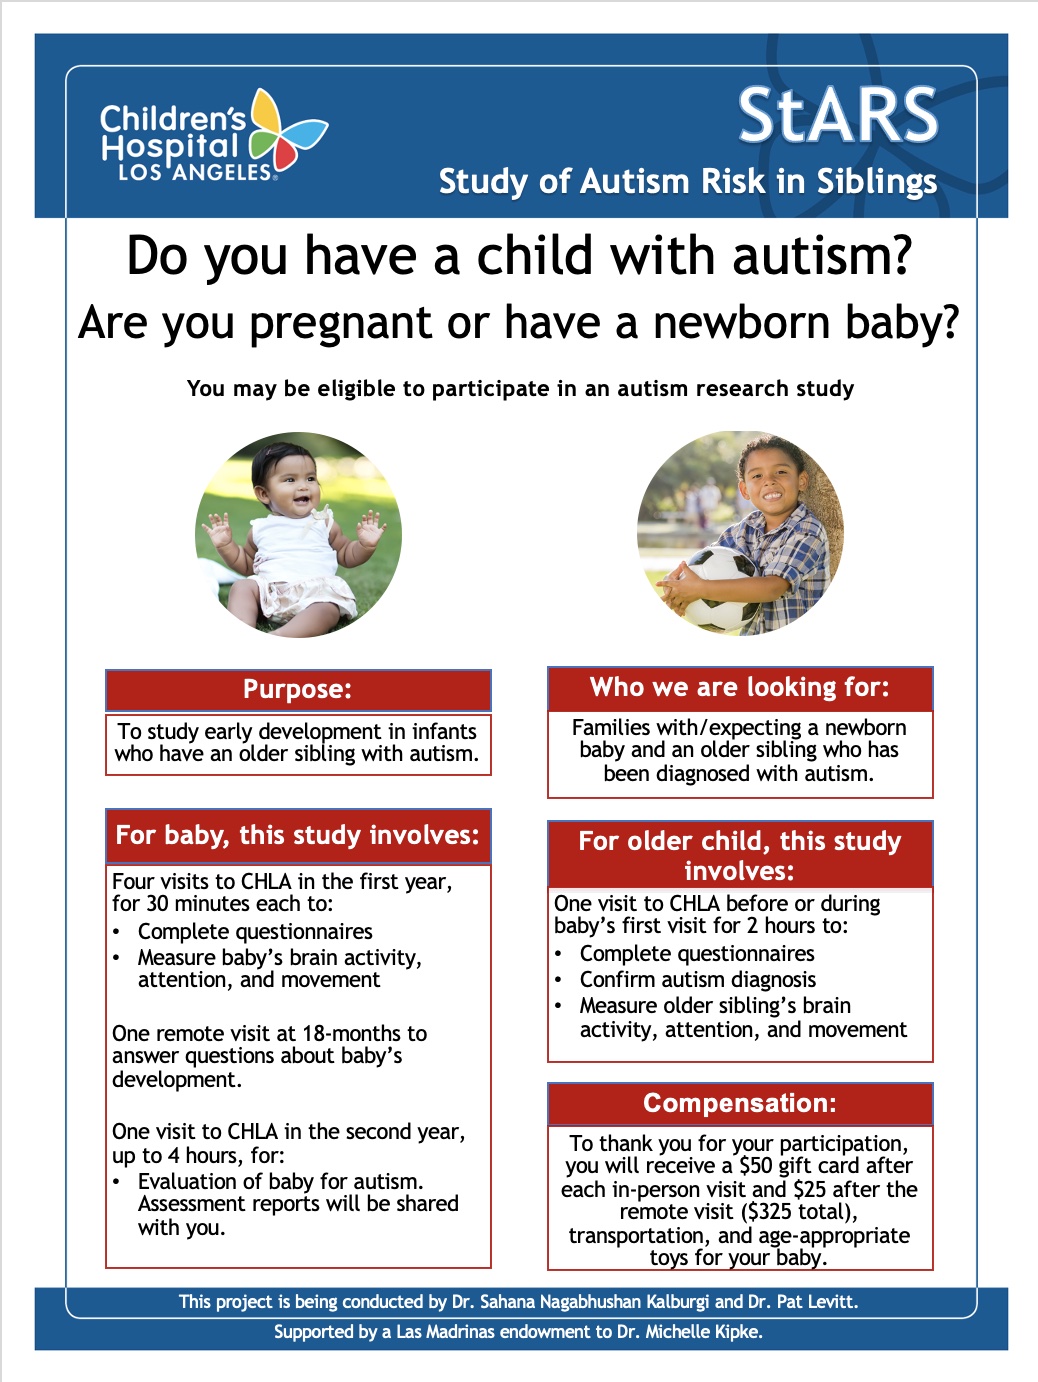 Children's
Hospital
LOS ANGELES®
StARS
Study of Autism Risk in Siblings
Do you have a child with autism?
Are you pregnant or have a newborn baby?
You may be eligible to participate in an autism research study
Purpose:
To study early development in infants
who have an older sibling with autism.
Who we are looking for:
Families with/expecting a newborn
baby and an older sibling who has
been diagnosed with autism.
For baby, this study involves:
Four visits to CHLA in the first year,
for 30 minutes each to:
• Complete questionnaires
• Measure baby's brain activity,
attention, and movement
One remote visit at 18-months to
answer questions about baby's
development.
One visit to CHLA in the second year,
up to 4 hours, for:
• Evaluation of baby for autism.
Assessment reports will be shared
with you.
For older child, this study
involves:
One visit to CHLA before or during
baby's first visit for 2 hours to:
• Complete questionnaires
• Confirm autism diagnosis
• Measure older sibling's brain
activity, attention, and movement
Compensation:
To thank you for your participation,
you will receive a $50 gift card after
each in-person visit and $25 after the
remote visit ($325 total),
transportation, and age-appropriate
toys for your baby.
This project is being conducted by Dr. Sahana Nagabhushan Kalburgi and Dr. Pat Levitt.
Supported by a Las Madrinas endowment to Dr. Michelle Kipke.